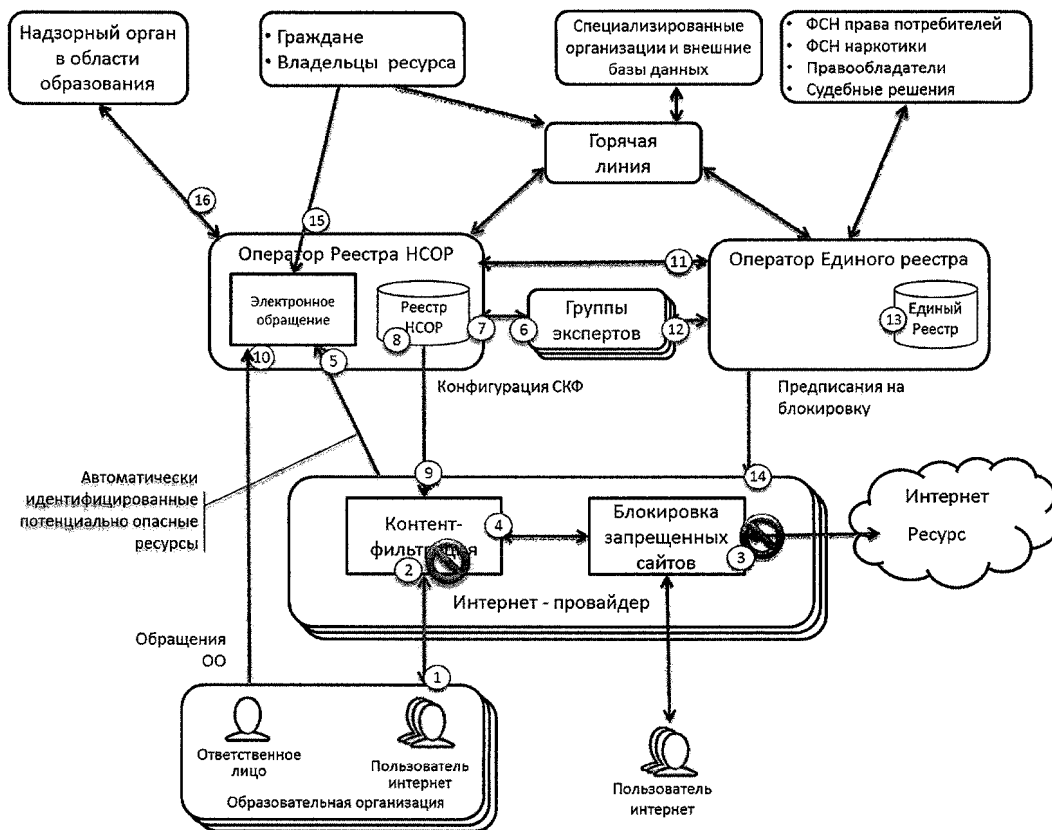 Надзорный орган
в области
образования
• Граждане
• Владельцы ресурса
Специализированные
организации и внешние
базы данных
• ФСН права потребителей
• ФСН наркотики
• Правообладатели
• Судебные решения
Горячая
линия
16
15
Оператор Реестра НСОР
11
Оператор Единого реестра
Электронное
обращение
Реестр
НСОР
8
7
6
Группы
экспертов
12
13
Единый
Реестр
10
5
Конфигурация СКФ
Предписания на
блокировку
Автоматически
идентифицированные
потенциально опасные
ресурсы
9
14
Контент-
фильтрация
2
4
Блокировка
запрещенных
сайтов
3
Интернет
Ресурс
Интернет - провайдер
Обращения
ОО
1
Ответственное
лицо
Пользователь
интернет
Образовательная организация
Пользователь
интернет